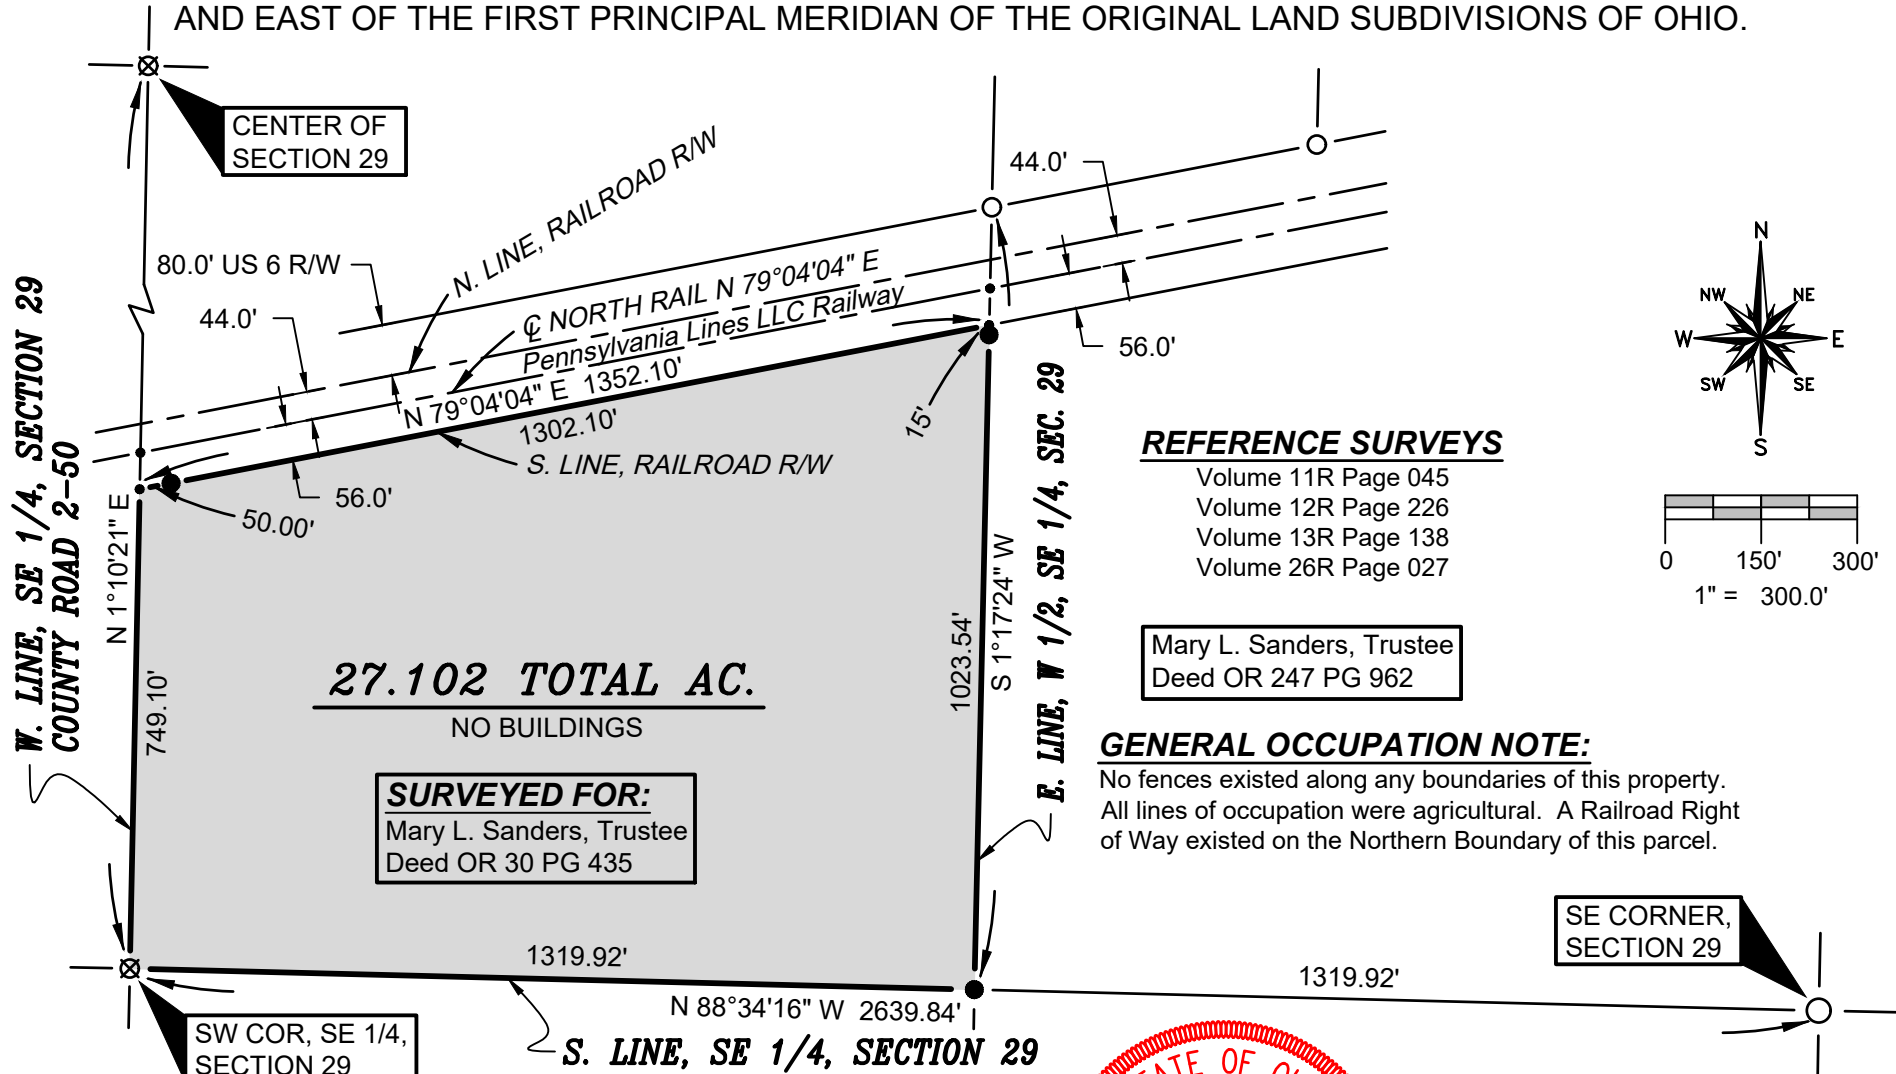 AND EAST OF THE FIRST PRINCIPAL MERIDIAN OF THE ORIGINAL LAND SUBDIVISIONS OF OHIO.
CENTER OF
SECTION 29
N. LINE, RAILROAD R/W
44.0'
80.0' US 6 R/W
44.0'
℄ NORTH RAIL N 79°04'04" E
Pennsylvania Lines LLC Railway
N 79°04'04" E 1352.10'
1302.10'
S. LINE, RAILROAD R/W
56.0'
50.00'
56.0'
15'
W. LINE, SE 1/4, SECTION 29
COUNTY ROAD 2-50
N 1°10'21" E
749.10'
27.102 TOTAL AC.
NO BUILDINGS
SURVEYED FOR:
Mary L. Sanders, Trustee
Deed OR 30 PG 435
1023.54'
S 1°17'24" W
E. LINE, W 1/2, SE 1/4, SEC. 29
REFERENCE SURVEYS
Volume 11R Page 045
Volume 12R Page 226
Volume 13R Page 138
Volume 26R Page 027
Mary L. Sanders, Trustee
Deed OR 247 PG 962
GENERAL OCCUPATION NOTE:
No fences existed along any boundaries of this property.
All lines of occupation were agricultural. A Railroad Right
of Way existed on the Northern Boundary of this parcel.
N
NW NE
W E
SW SE
S
0 150' 300'
1" = 300.0'
SE CORNER,
SECTION 29
1319.92'
1319.92'
N 88°34'16" W 2639.84'
S. LINE, SE 1/4, SECTION 29
SW COR, SE 1/4,
SECTION 29
OF